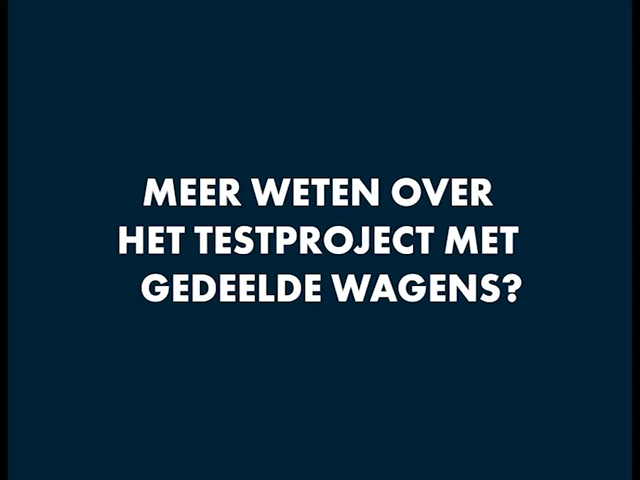 MEER WETEN OVER
HET TESTPROJECT MET
GEDEELDE WAGENS?